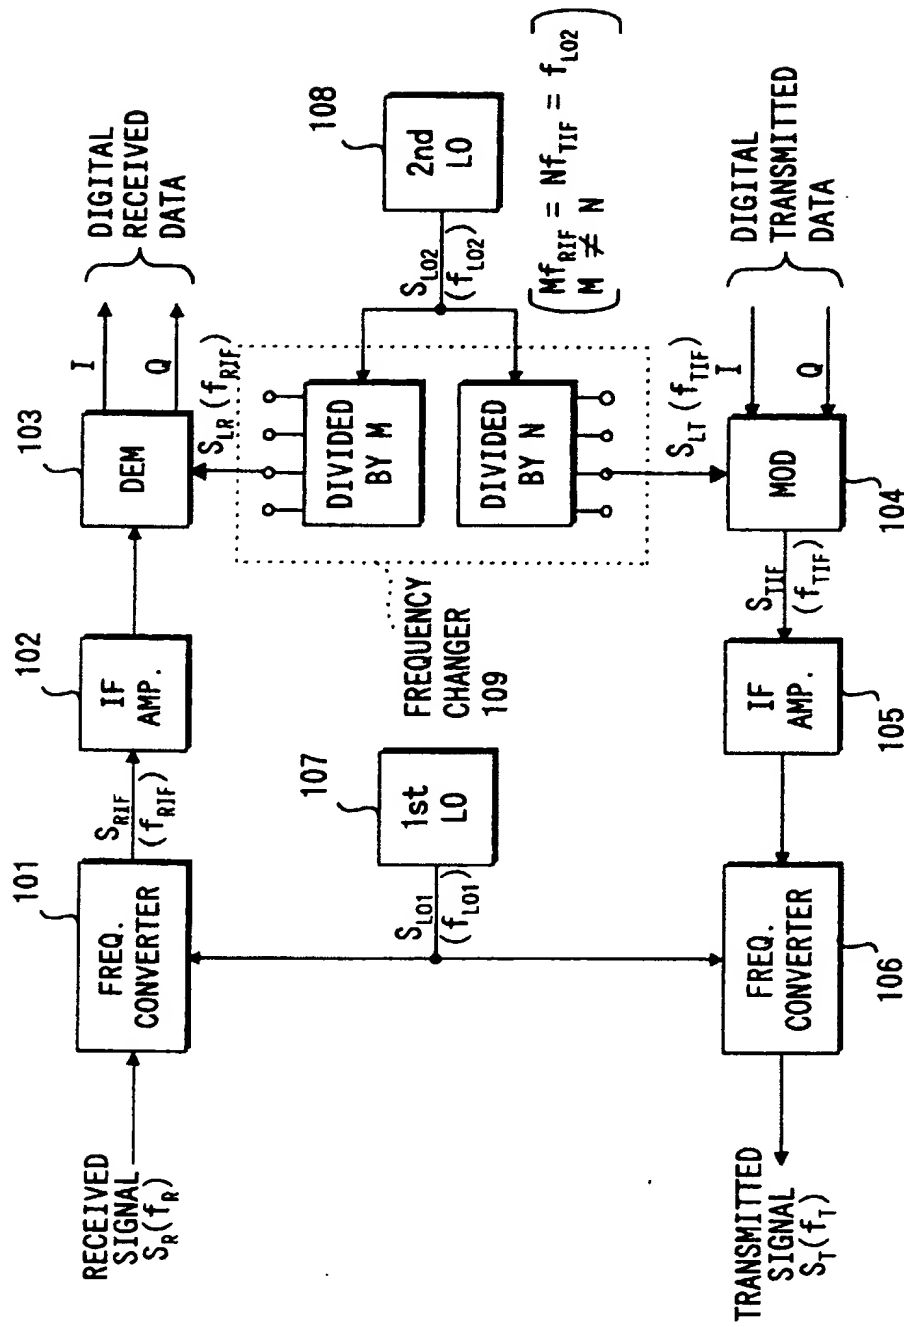 RECEIVED
SIGNAL
S_R(f_R)
101
FREQ.
CONVERTER
S_RIF
(f_RIF)
102
IF
AMP.
103
DEM
I
Q
DIGITAL
RECEIVED
DATA
S_LR (f_RIF)
107
1st
LO
S_LO1
(f_LO1)
FREQUENCY
CHANGER
109
DIVIDED
BY M
DIVIDED
BY N
S_LO2
(f_LO2)
108
2nd
LO
Mf_RIF = Nf_TIF = f_LO2
M ≠ N
S_LT (f_TIF)
TRANSMITTED
SIGNAL
S_T(f_T)
FREQ.
CONVERTER
106
IF
AMP.
105
S_TIF
(f_TIF)
MOD
104
I
Q
DIGITAL
TRANSMITTED
DATA